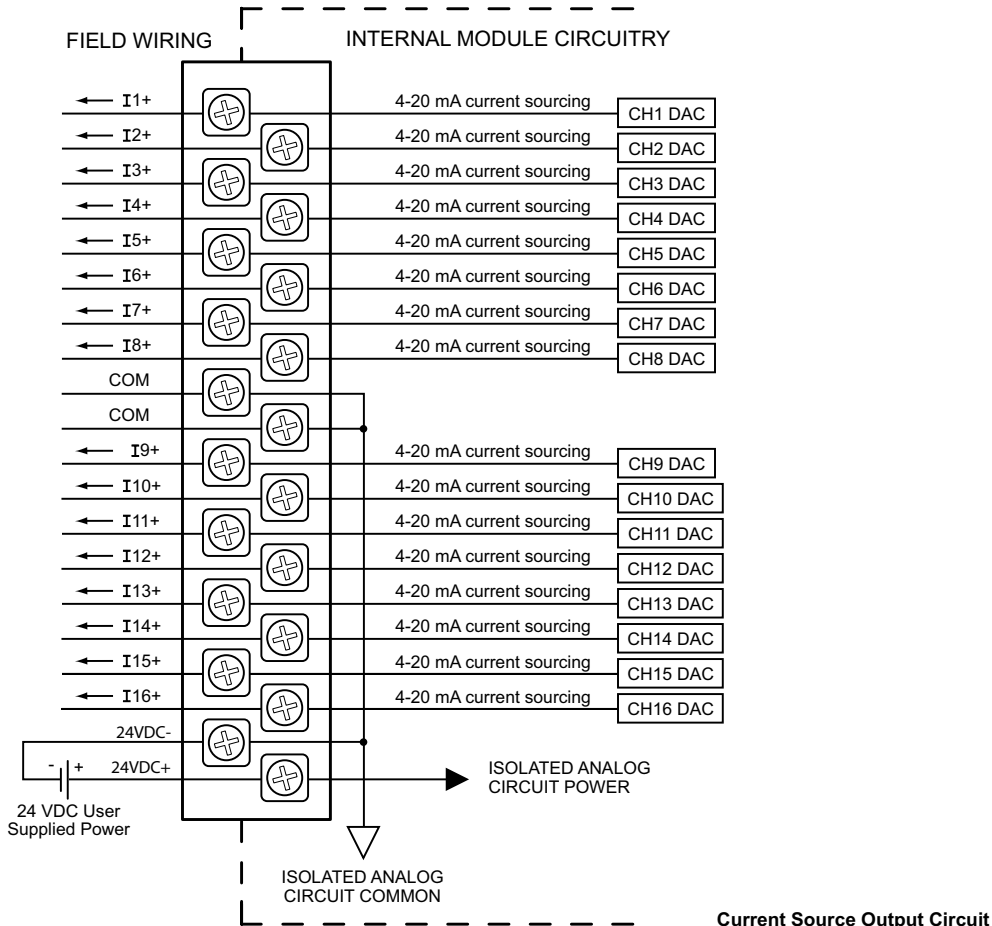 FIELD WIRING
INTERNAL MODULE CIRCUITRY
I1+
4-20 mA current sourcing
CH1 DAC
I2+
4-20 mA current sourcing
CH2 DAC
I3+
4-20 mA current sourcing
CH3 DAC
I4+
4-20 mA current sourcing
CH4 DAC
I5+
4-20 mA current sourcing
CH5 DAC
I6+
4-20 mA current sourcing
CH6 DAC
I7+
4-20 mA current sourcing
CH7 DAC
I8+
4-20 mA current sourcing
CH8 DAC
COM
COM
I9+
4-20 mA current sourcing
CH9 DAC
I10+
4-20 mA current sourcing
CH10 DAC
I11+
4-20 mA current sourcing
CH11 DAC
I12+
4-20 mA current sourcing
CH12 DAC
I13+
4-20 mA current sourcing
CH13 DAC
I14+
4-20 mA current sourcing
CH14 DAC
I15+
4-20 mA current sourcing
CH15 DAC
I16+
4-20 mA current sourcing
CH16 DAC
24VDC-
- +
24VDC+
24 VDC User
Supplied Power
ISOLATED ANALOG
CIRCUIT POWER
ISOLATED ANALOG
CIRCUIT COMMON
Current Source Output Circuit